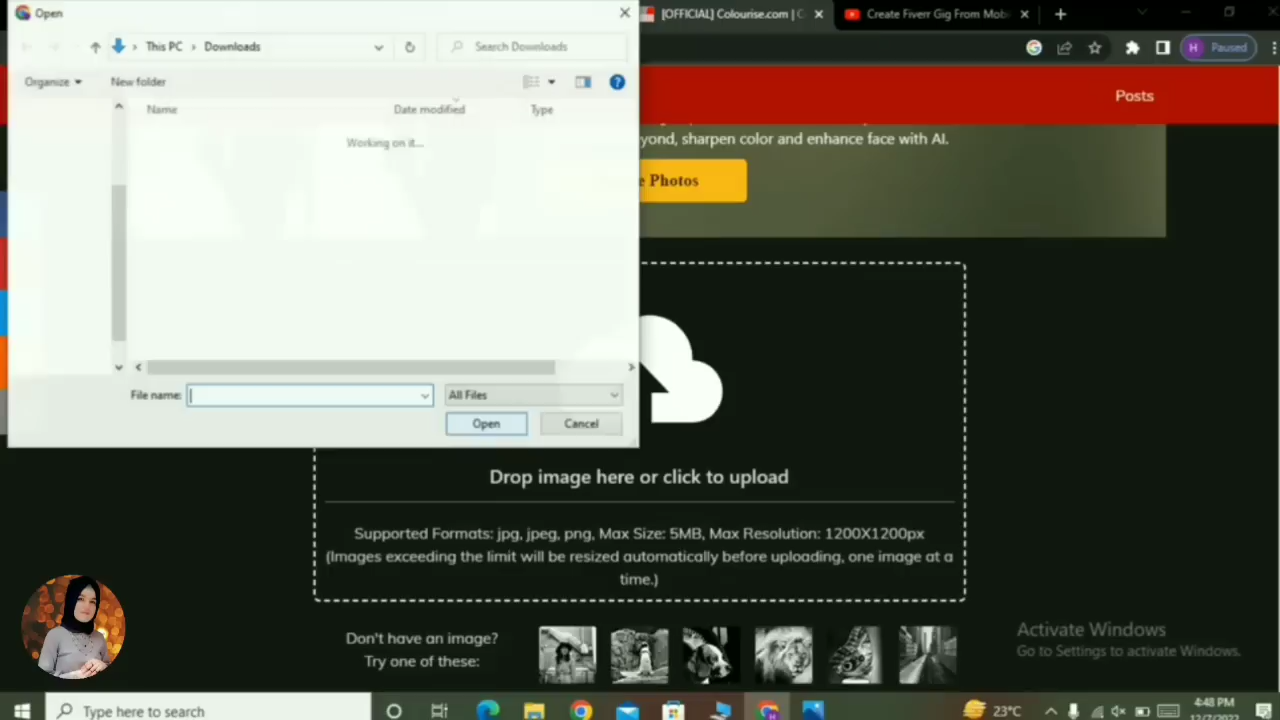 Open
[OFFICIAL] Colourise.com | C
Create Fiverr Gig From Mobi
This PC
Downloads
Search Downloads
H
Paused
Organize
New folder
Posts
Name
Date modified
Type
Working on it...
yond, sharpen color and enhance face with AI.
e Photos
File name:
All Files
Open
Cancel
Drop image here or click to upload
Supported Formats: jpg, jpeg, png, Max Size: 5MB, Max Resolution: 1200X1200px
(Images exceeding the limit will be resized automatically before uploading, one image at a
time.)
Don't have an image?
Try one of these:
Activate Windows
Go to Settings to activate Windows.
Type here to search
23°C
4:48 PM